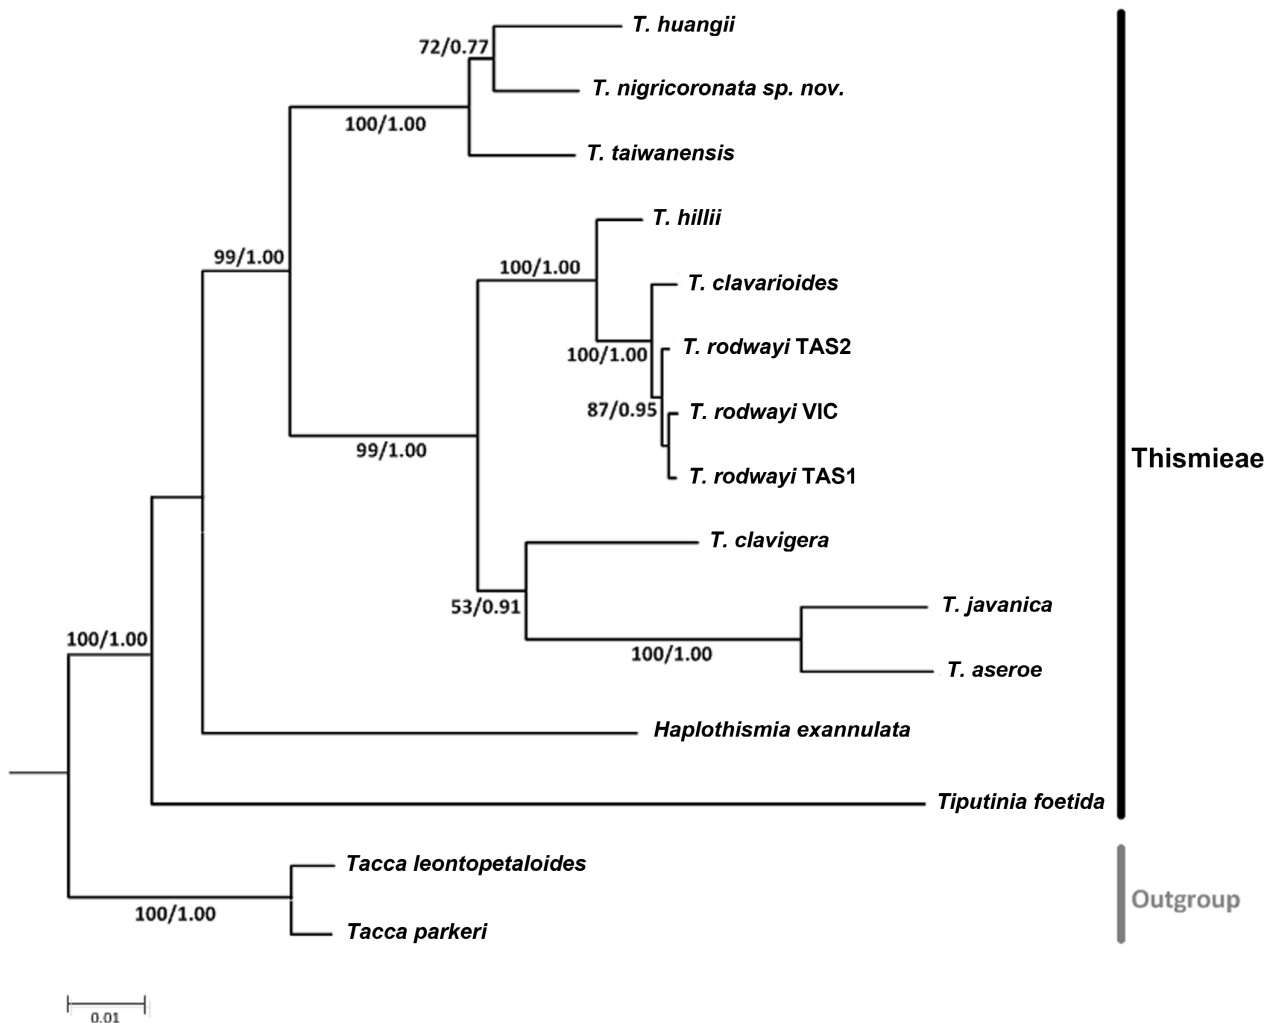 T. huangii
72/0.77
T. nigricoronata sp. nov.
100/1.00
T. taiwanensis
T. hillii
99/1.00
100/1.00
T. clavarioides
T. rodwayi TAS2
100/1.00
87/0.95
T. rodwayi VIC
99/1.00
Thismieae
T. rodwayi TAS1
T. clavigera
53/0.91
T. javanica
100/1.00
100/1.00
T. aseroe
Haplothismia exannulata
Tiputinia foetida
Tacca leontopetaloides
Outgroup
100/1.00
Tacca parkeri
0.01